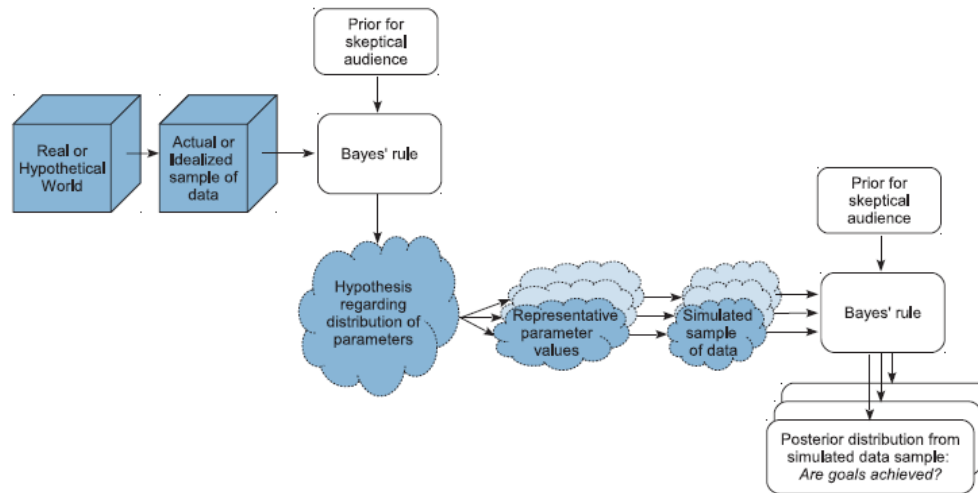 Prior for
skeptical
audience
Real or
Hypothetical
World
Actual or
Idealized
sample of
data
Bayes' rule
Hypothesis
regarding
distribution of
parameters
Representative
parameter
values
Simulated
sample
of data
Prior for
skeptical
audience
Bayes' rule
Posterior distribution from
simulated data sample:
Are goals achieved?